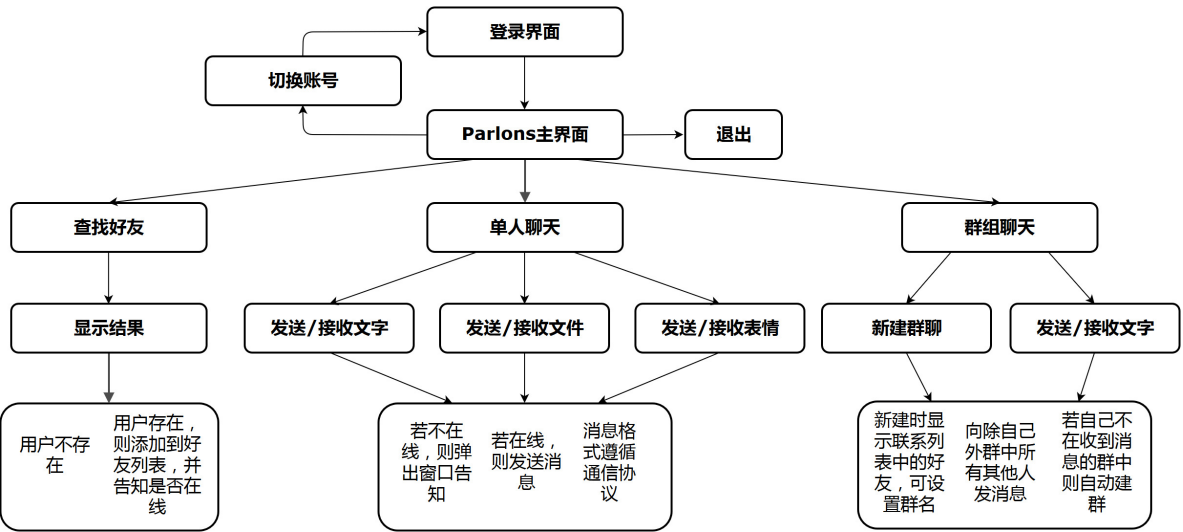 登录界面
切换账号
Parlons主界面
退出
查找好友
单人聊天
群组聊天
显示结果
发送/接收文字
发送/接收文件
发送/接收表情
新建群聊
发送/接收文字
用户不存
在
用户存在，
则添加到好
友列表，并
告知是否在
线
若不在
线，则弹
出窗口告
知
若在线，
则发送消
息
消息格
式遵循
通信协
议
新建时显
示联系列
表中的好
友，可设
置群名
向除自己
外群中所
有其他人
发消息
若自己不
在收到消
息的群中
则自动建
群